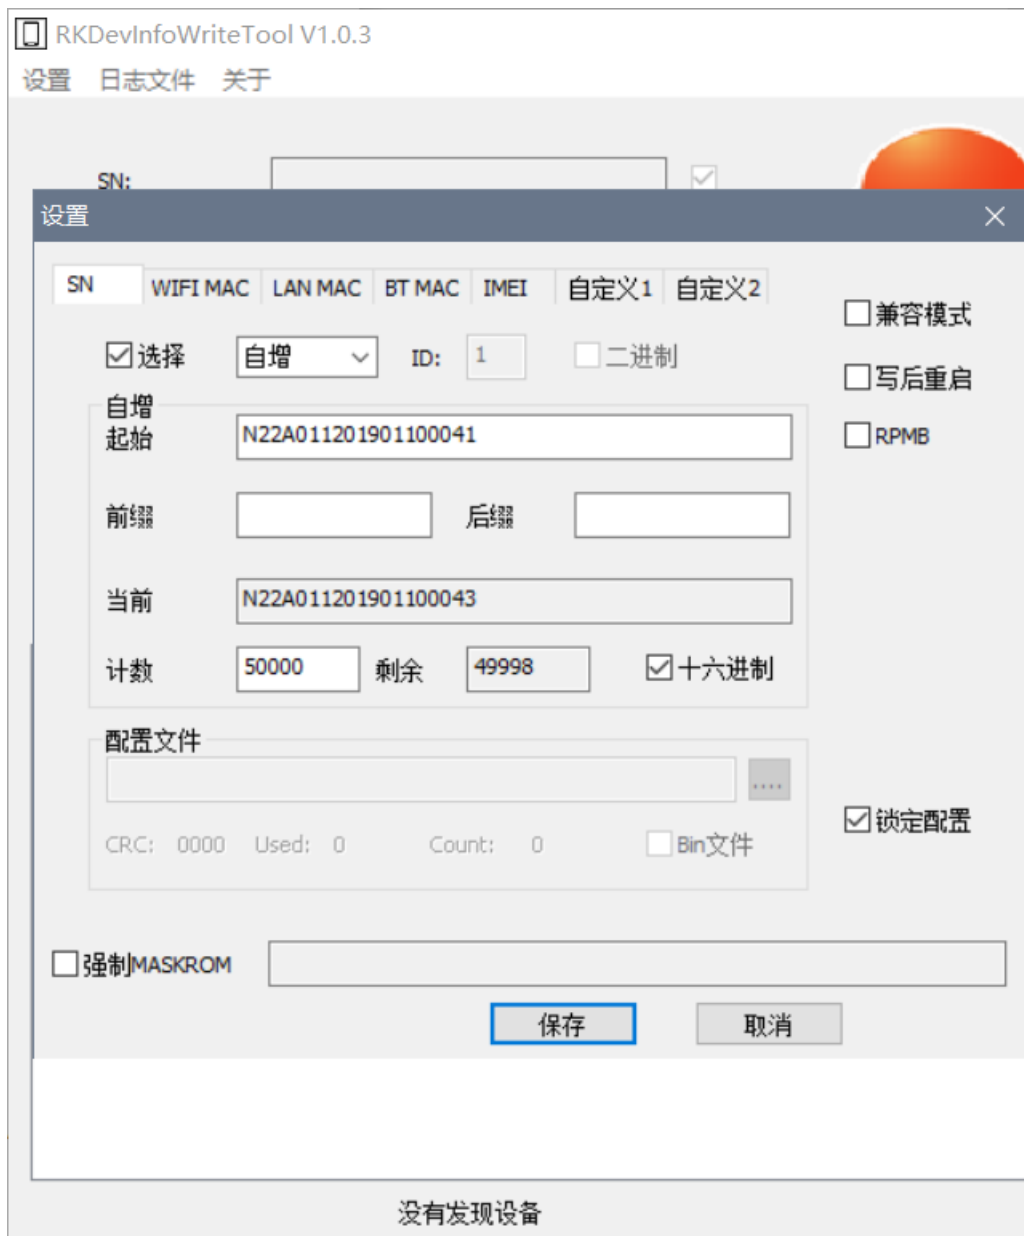 RKDevInfoWriteTool V1.0.3
设置 日志文件 关于
SN:
设置
SN WIFI MAC LAN MAC BT MAC IMEI 自定义1 自定义2
兼容模式
选择 自增 ID: 1 二进制
写后重启
自增
起始 N22A011201901100041
RPMB
前缀 后缀
当前 N22A011201901100043
计数 50000 剩余 49998 十六进制
配置文件
....
锁定配置
CRC: 0000 Used: 0 Count: 0 Bin文件
强制MASKROM
保存 取消
没有发现设备